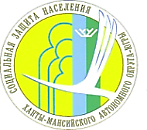 СОЦИАЛЬНАЯ ЗАЩИТА НАСЕЛЕНИЯ
ХАНТЫ-МАНСИЙСКОГО АВТОНОМНОГО ОКРУГА-ЮГРЫ